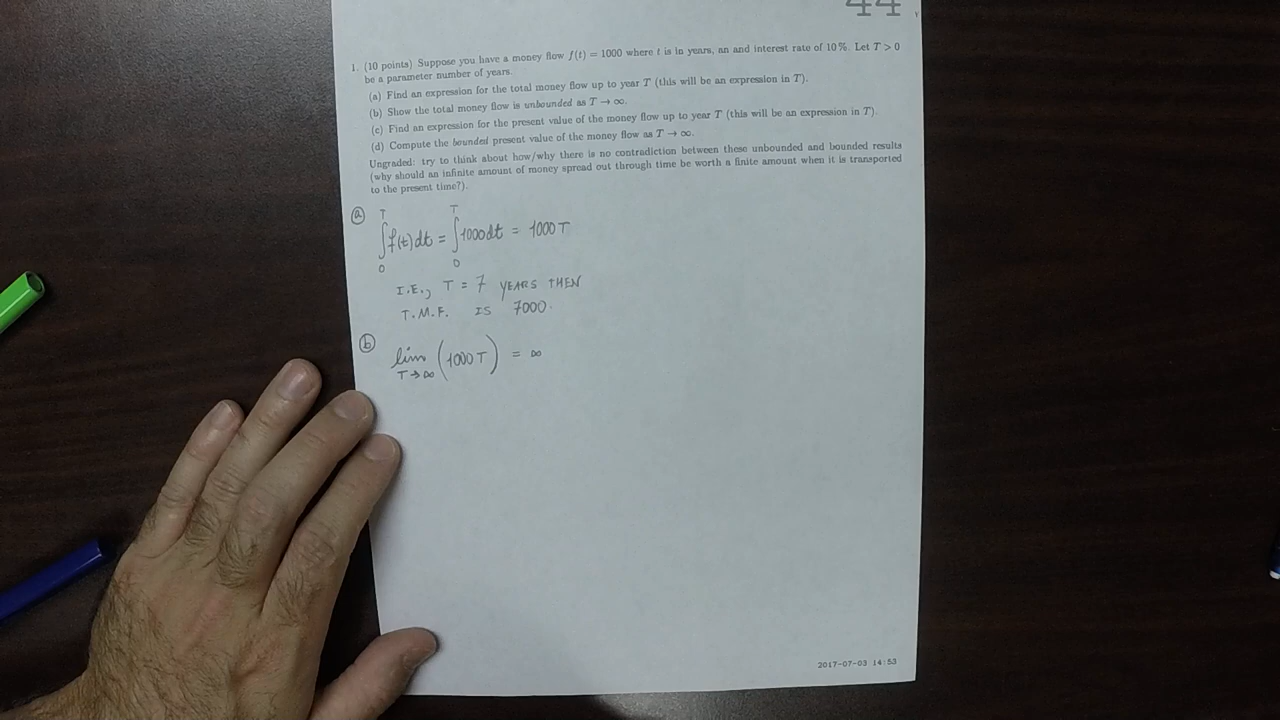 44
1. (10 points) Suppose you have a money flow f(t) = 1000 where t is in years, an and interest rate of 10%. Let T > 0
be a parameter number of years.
(a) Find an expression for the total money flow up to year T (this will be an expression in T).
(b) Show the total money flow is unbounded as T → ∞.
(c) Find an expression for the present value of the money flow up to year T (this will be an expression in T).
(d) Compute the bounded present value of the money flow as T → ∞.
Ungraded: try to think about how/why there is no contradiction between these unbounded and bounded results
(why should an infinite amount of money spread out through time be worth a finite amount when it is transported
to the present time?).
(a) ∫₀ᵀ f(t)dt = ∫₀ᵀ 1000dt = 1000T
I.E., T = 7 YEARS THEN
T.M.F. IS 7000.
(b) lim T→∞ (1000T) = ∞
2017-07-03 14:53